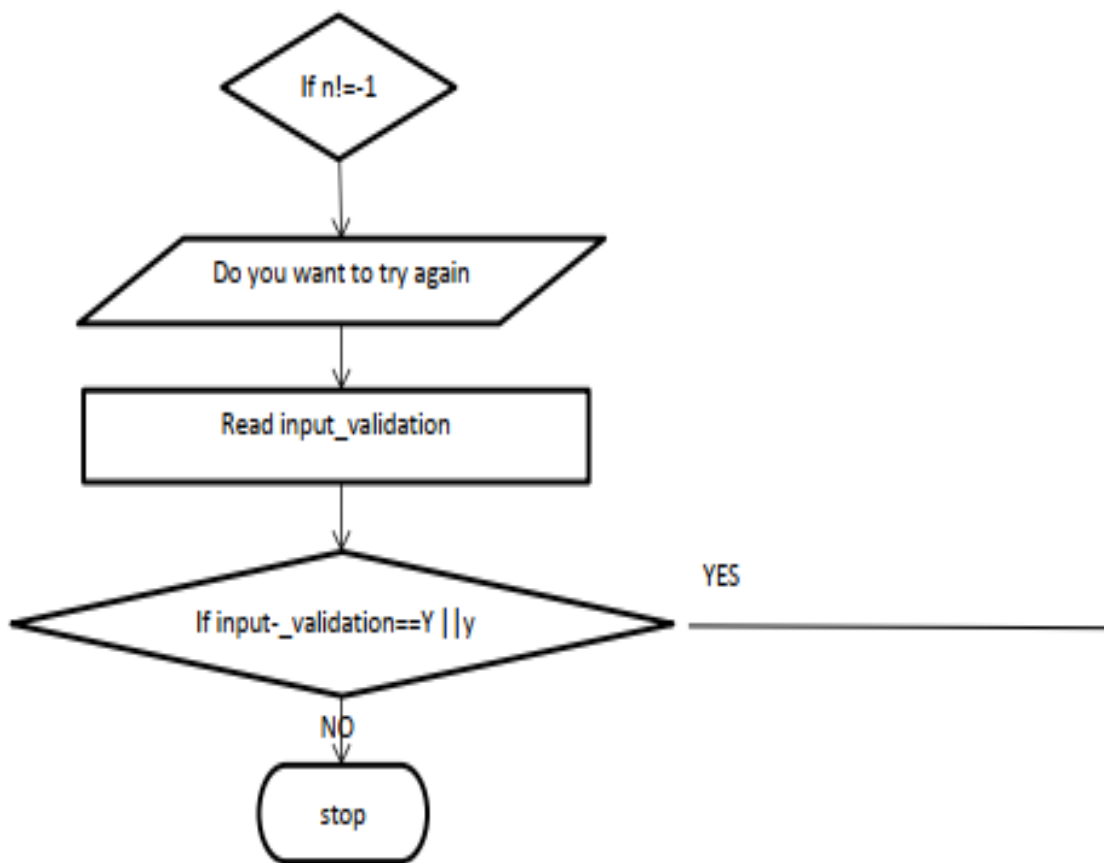 If n!=-1
Do you want to try again
Read input_validation
YES
If input-_validation==Y ||y
NO
stop